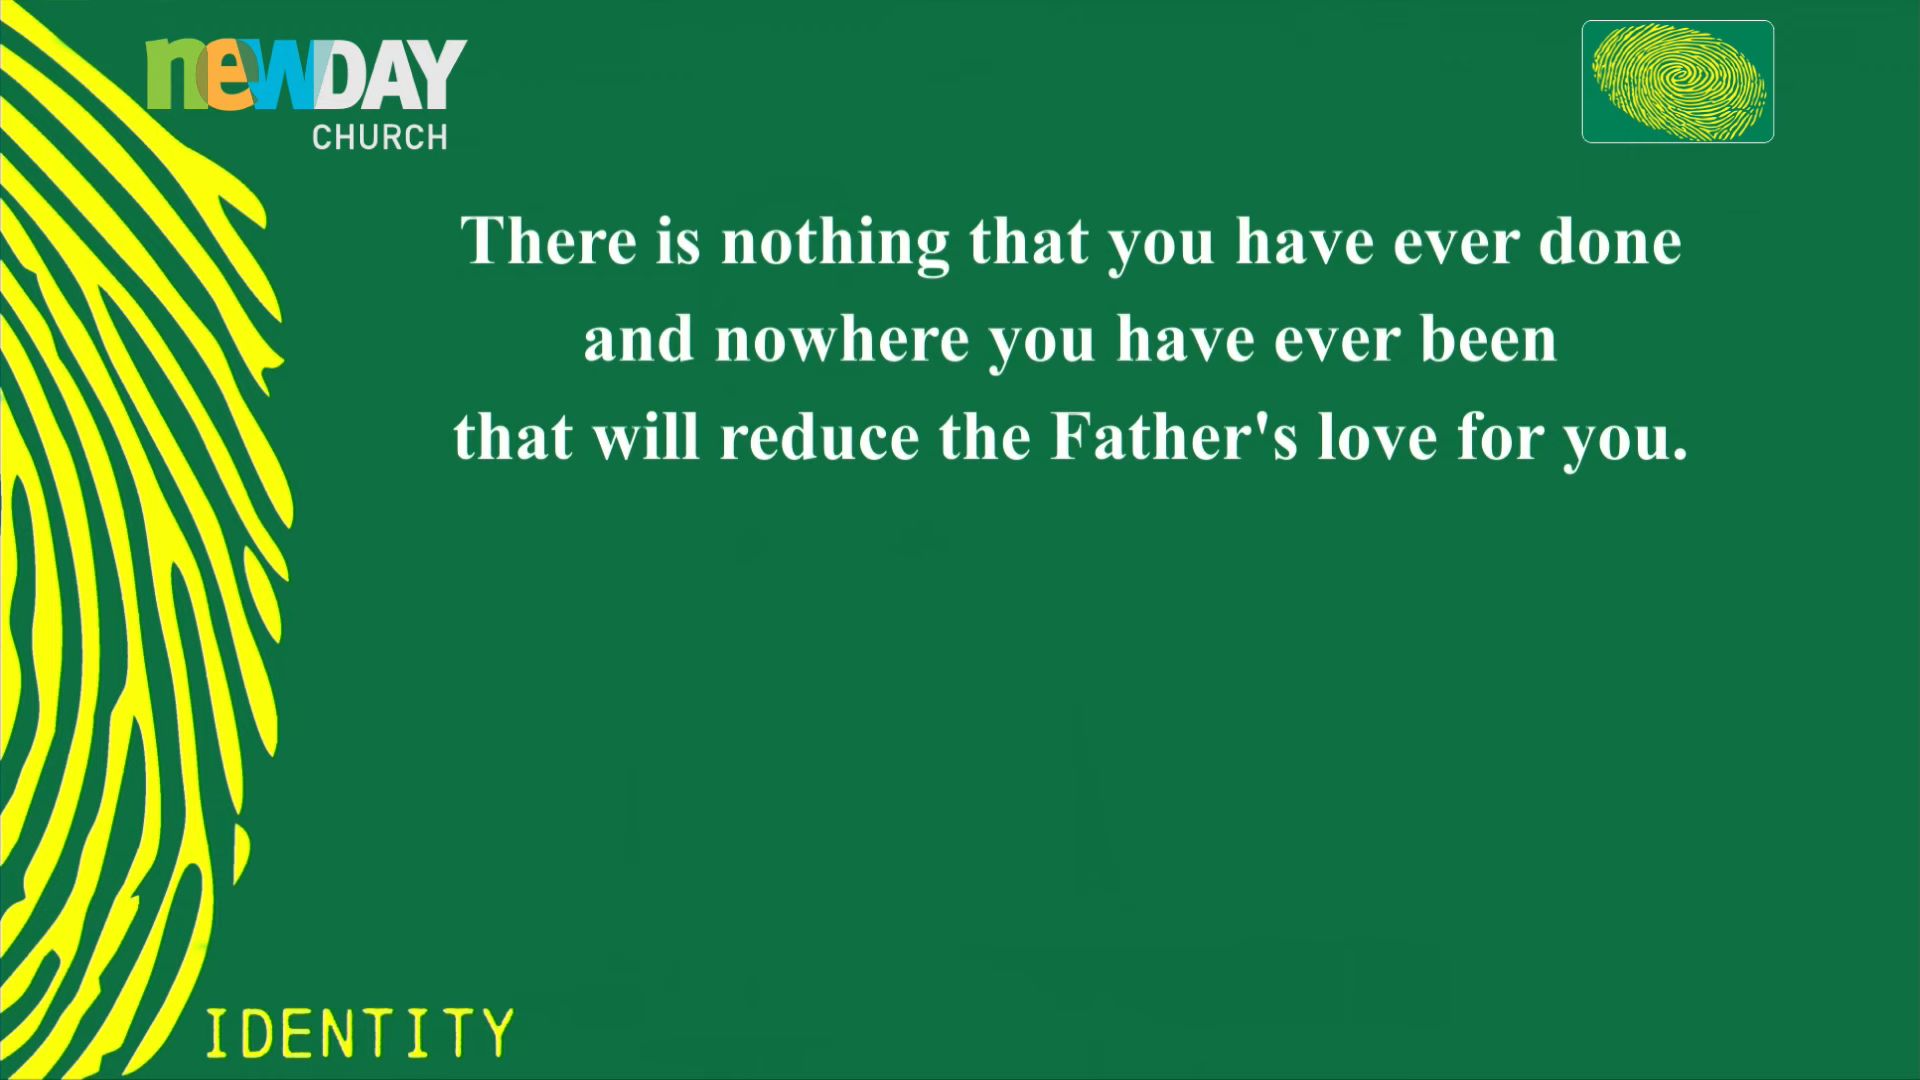 newDAY
CHURCH
There is nothing that you have ever done
and nowhere you have ever been
that will reduce the Father's love for you.
IDENTITY